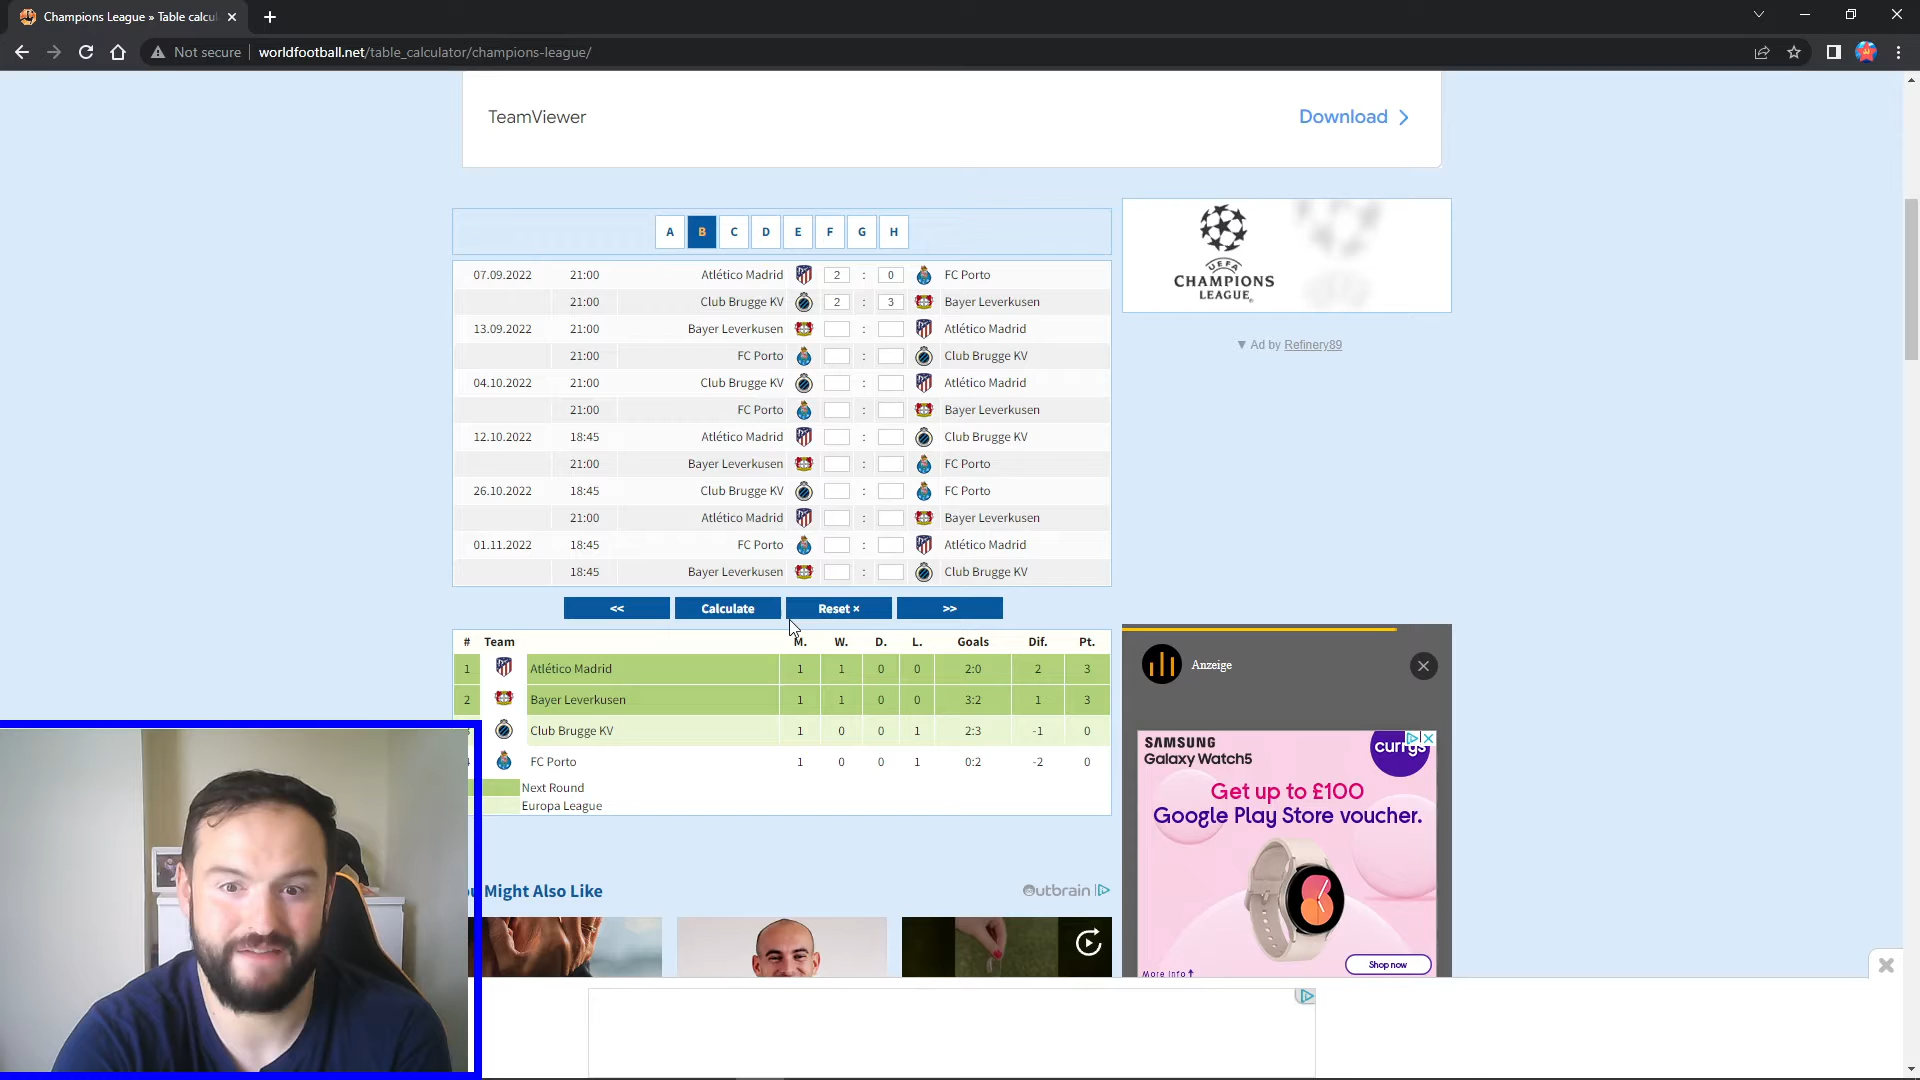 Champions League » Table calcul
Not secure worldfootball.net/table_calculator/champions-league/
TeamViewer Download
A B C D E F G H
07.09.2022 21:00 Atlético Madrid 2 : 0 FC Porto
21:00 Club Brugge KV 2 : 3 Bayer Leverkusen
13.09.2022 21:00 Bayer Leverkusen : Atlético Madrid
21:00 FC Porto : Club Brugge KV
04.10.2022 21:00 Club Brugge KV : Atlético Madrid
21:00 FC Porto : Bayer Leverkusen
12.10.2022 18:45 Atlético Madrid : Club Brugge KV
21:00 Bayer Leverkusen : FC Porto
26.10.2022 18:45 Club Brugge KV : FC Porto
21:00 Atlético Madrid : Bayer Leverkusen
01.11.2022 18:45 FC Porto : Atlético Madrid
18:45 Bayer Leverkusen : Club Brugge KV
<< Calculate Reset × >>
# Team M. W. D. L. Goals Dif. Pt.
1 Atlético Madrid 1 1 0 0 2:0 2 3
2 Bayer Leverkusen 1 1 0 0 3:2 1 3
Club Brugge KV 1 0 0 1 2:3 -1 0
FC Porto 1 0 0 1 0:2 -2 0
Next Round
Europa League
Might Also Like
outbrain
UEFA
CHAMPIONS
LEAGUE
▼ Ad by Refinery89
Anzeige
SAMSUNG
Galaxy Watch5
currys
Get up to £100
Google Play Store voucher.
Shop now
More Info